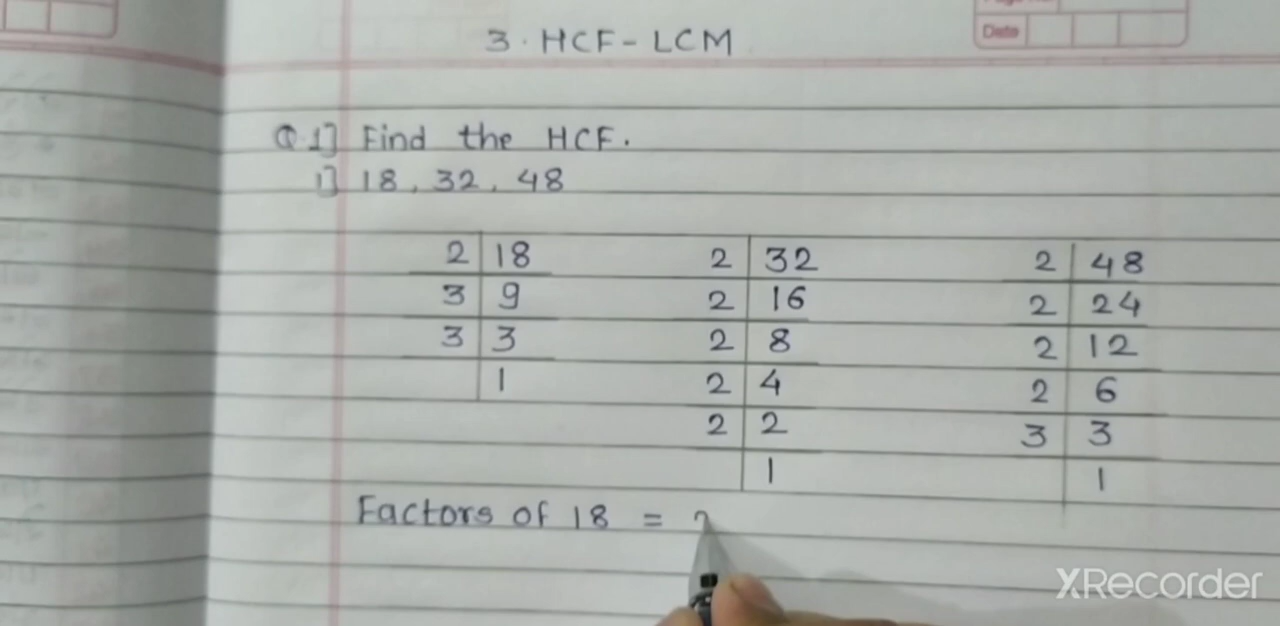 Date
3. HCF - LCM
Q.1] Find the HCF.
i] 18, 32, 48
2 | 18
3 | 9
3 | 3
1
2 | 32
2 | 16
2 | 8
2 | 4
2 | 2
1
2 | 48
2 | 24
2 | 12
2 | 6
3 | 3
1
Factors of 18 =
XRecorder